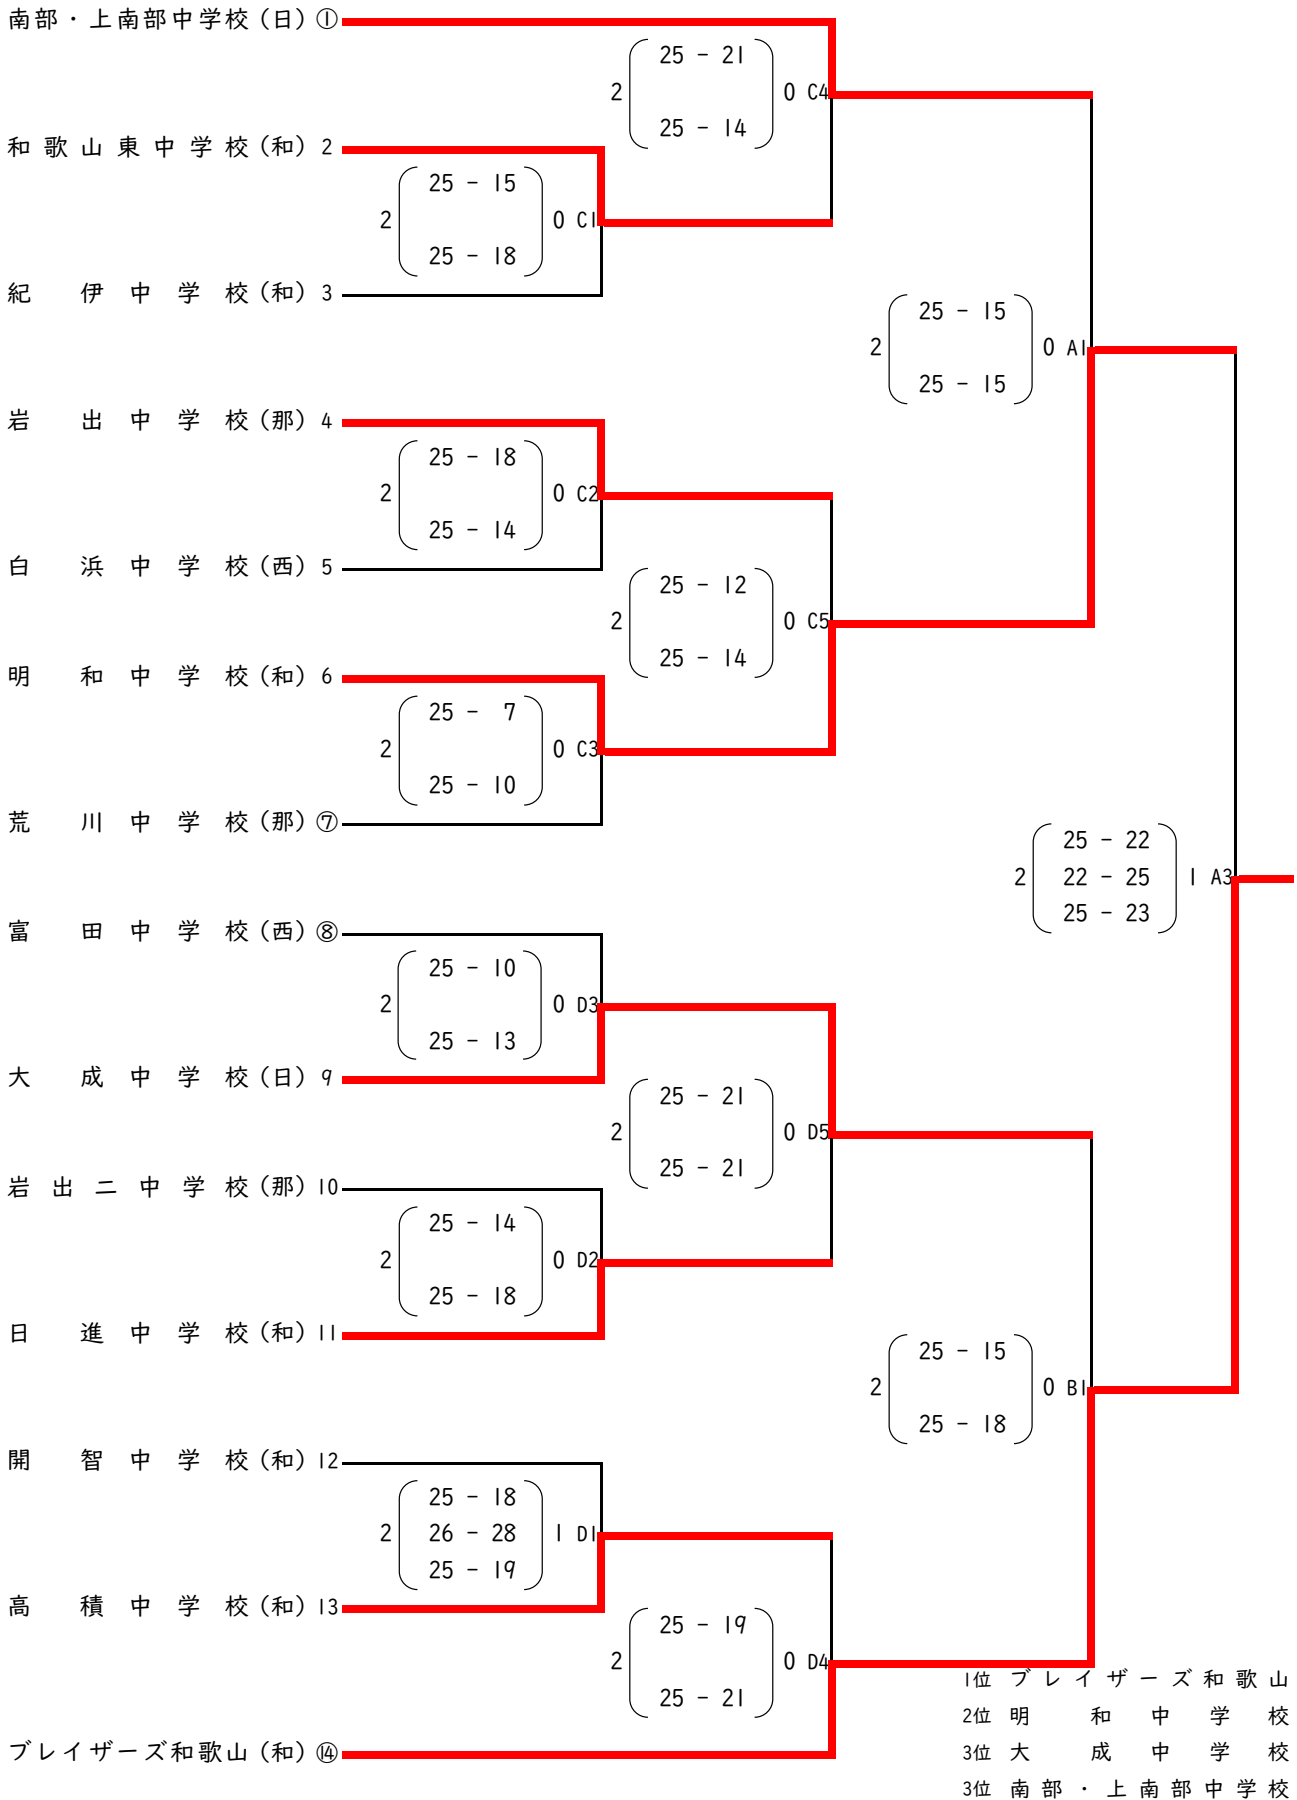 南部・上南部中学校（日）①
25 - 21
2 0 C4
25 - 14
和歌山東中学校（和）2
25 - 15
2 0 C1
25 - 18
紀伊中学校（和）3
25 - 15
2 0 A1
25 - 15
岩出中学校（那）4
25 - 18
2 0 C2
25 - 14
白浜中学校（西）5
25 - 12
2 0 C5
25 - 14
明和中学校（和）6
25 - 7
2 0 C3
25 - 10
荒川中学校（那）⑦
25 - 22
2 22 - 25 1 A3
25 - 23
富田中学校（西）⑧
25 - 10
2 0 D3
25 - 13
大成中学校（日）9
25 - 21
2 0 D5
25 - 21
岩出二中学校（那）10
25 - 14
2 0 D2
25 - 18
日進中学校（和）11
25 - 15
2 0 B1
25 - 18
開智中学校（和）12
25 - 18
2 26 - 28 1 D1
25 - 19
高積中学校（和）13
25 - 19
2 0 D4
25 - 21
ブレイザーズ和歌山（和）⑭
1位 ブレイザーズ和歌山
2位 明和中学校
3位 大成中学校
3位 南部・上南部中学校